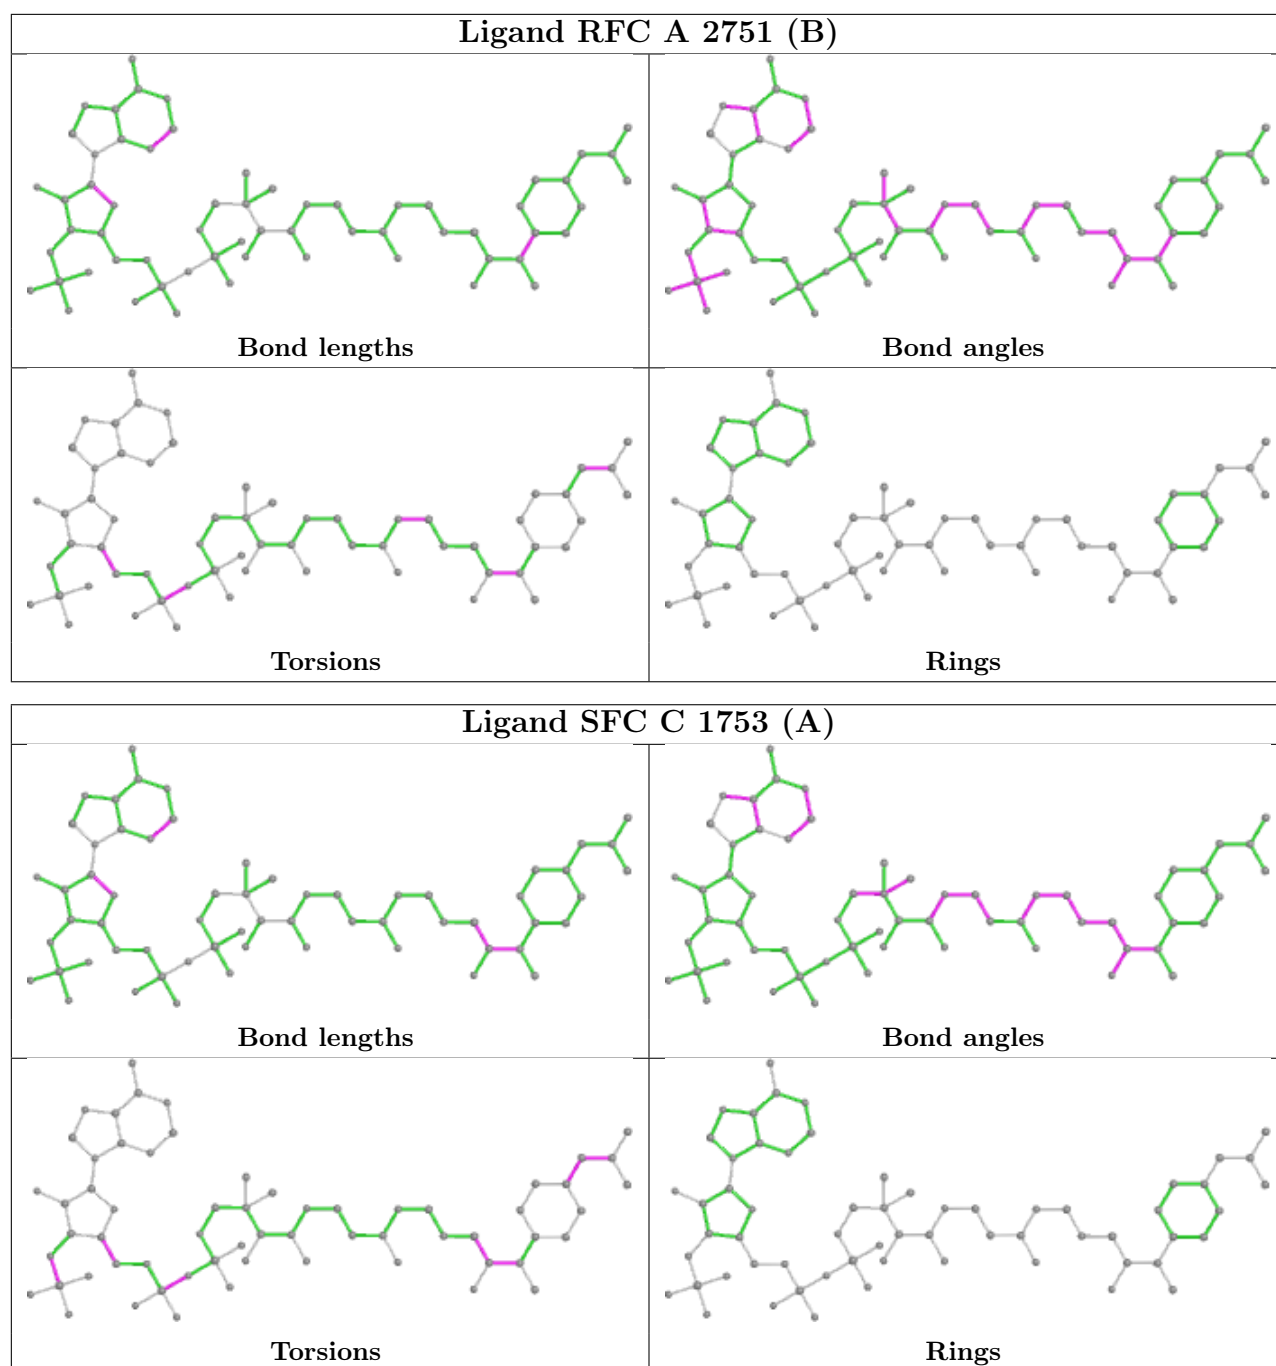 Ligand RFC A 2751 (B)
Bond lengths
Bond angles
Torsions
Rings
Ligand SFC C 1753 (A)
Bond lengths
Bond angles
Torsions
Rings